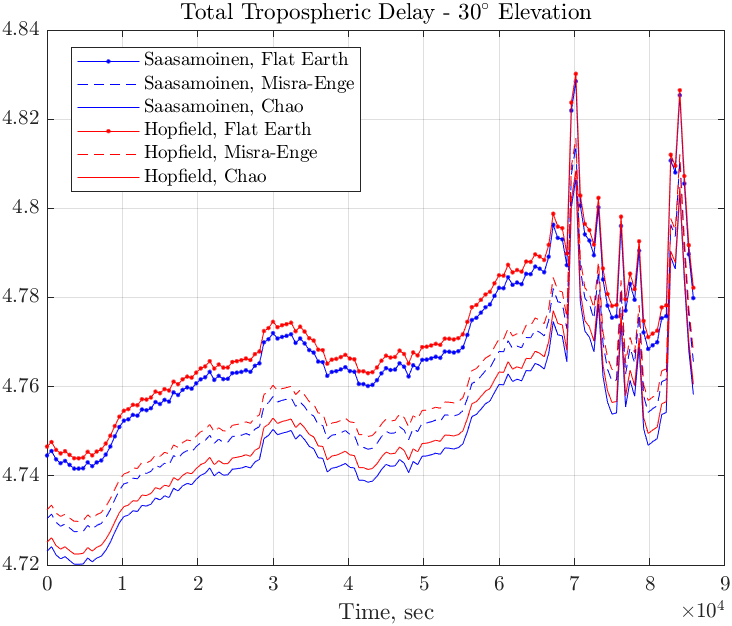 Total Tropospheric Delay - 30° Elevation
4.84
4.82
4.8
4.78
4.76
4.74
4.72
Saasamoinen, Flat Earth
Saasamoinen, Misra-Enge
Saasamoinen, Chao
Hopfield, Flat Earth
Hopfield, Misra-Enge
Hopfield, Chao
0 1 2 3 4 5 6 7 8 9
Time, sec
×10⁴